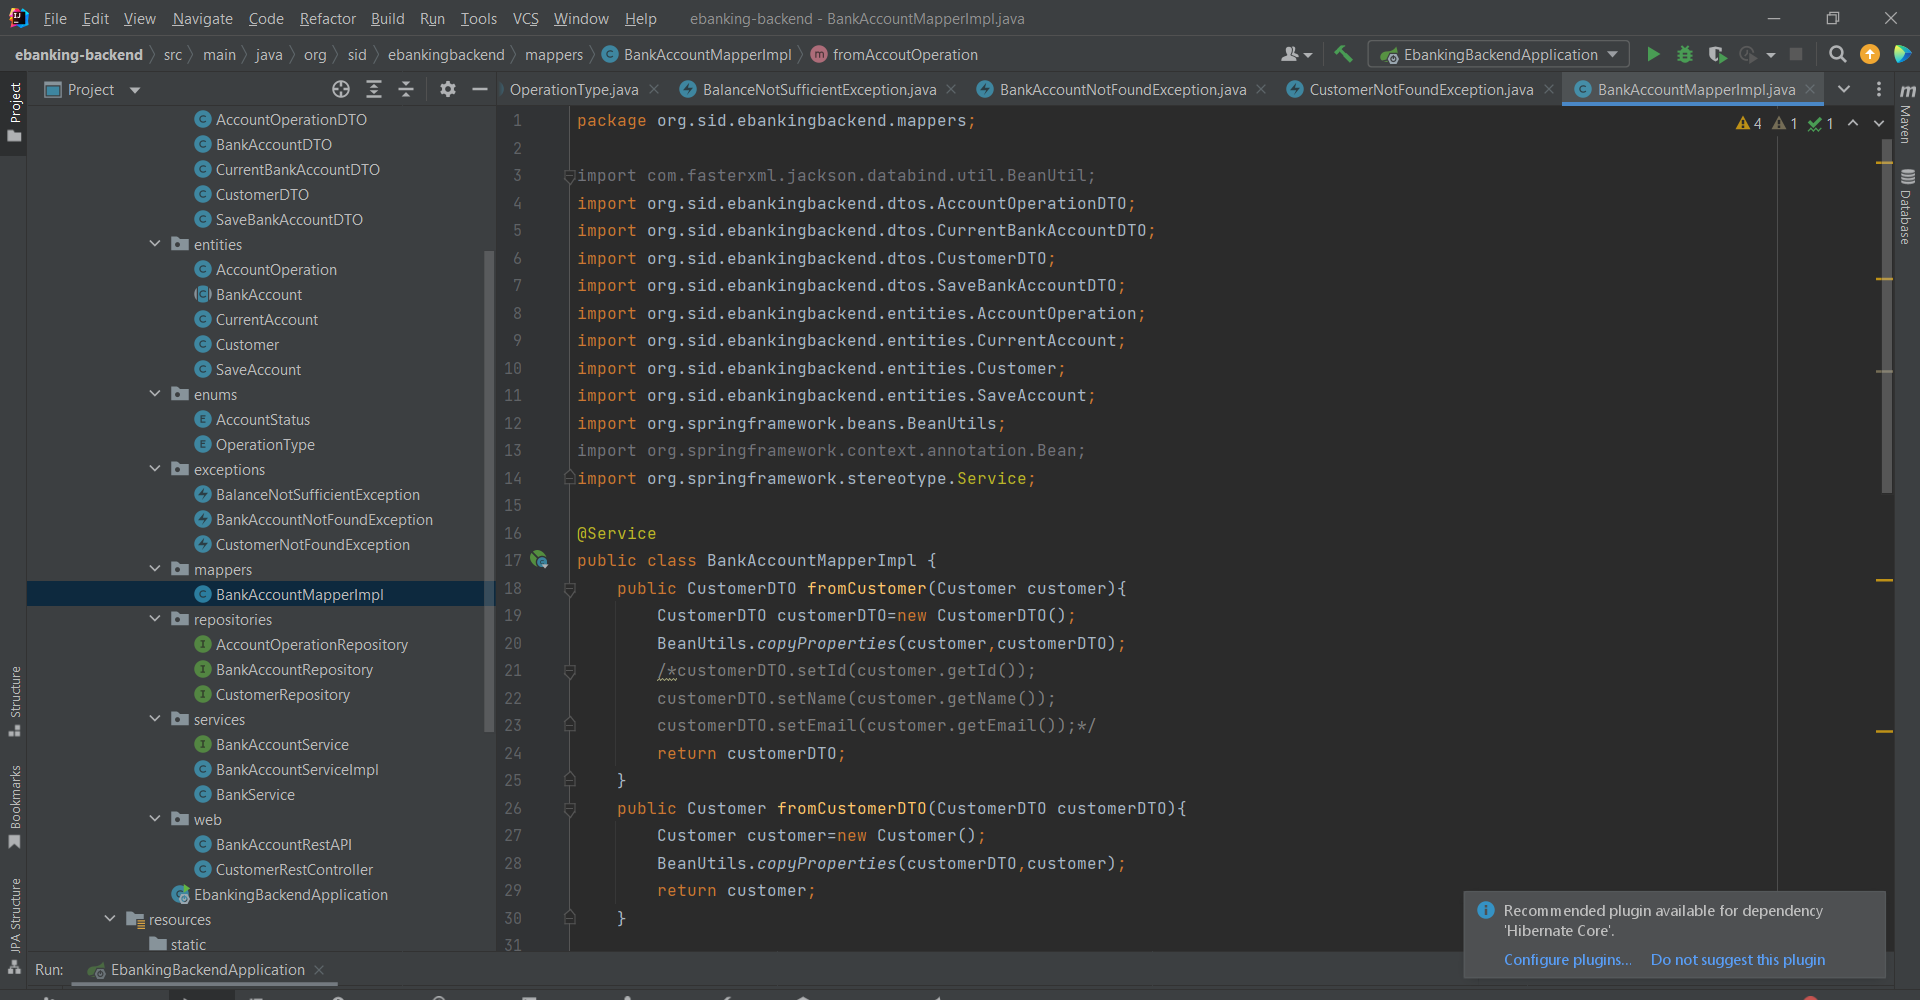 File Edit View Navigate Code Refactor Build Run Tools VCS Window Help ebanking-backend - BankAccountMapperImpl.java
ebanking-backend src main java org sid ebankingbackend mappers BankAccountMapperImpl fromAccoutOperation EbankingBackendApplication
Project
OperationType.java BalanceNotSufficientException.java BankAccountNotFoundException.java CustomerNotFoundException.java BankAccountMapperImpl.java
Project
Structure
Bookmarks
JPA Structure
AccountOperationDTO
BankAccountDTO
CurrentBankAccountDTO
CustomerDTO
SaveBankAccountDTO
entities
AccountOperation
BankAccount
CurrentAccount
Customer
SaveAccount
enums
AccountStatus
OperationType
exceptions
BalanceNotSufficientException
BankAccountNotFoundException
CustomerNotFoundException
mappers
BankAccountMapperImpl
repositories
AccountOperationRepository
BankAccountRepository
CustomerRepository
services
BankAccountService
BankAccountServiceImpl
BankService
web
BankAccountRestAPI
CustomerRestController
EbankingBackendApplication
resources
static
4 1 1
1 package org.sid.ebankingbackend.mappers;
2
3 import com.fasterxml.jackson.databind.util.BeanUtil;
4 import org.sid.ebankingbackend.dtos.AccountOperationDTO;
5 import org.sid.ebankingbackend.dtos.CurrentBankAccountDTO;
6 import org.sid.ebankingbackend.dtos.CustomerDTO;
7 import org.sid.ebankingbackend.dtos.SaveBankAccountDTO;
8 import org.sid.ebankingbackend.entities.AccountOperation;
9 import org.sid.ebankingbackend.entities.CurrentAccount;
10 import org.sid.ebankingbackend.entities.Customer;
11 import org.sid.ebankingbackend.entities.SaveAccount;
12 import org.springframework.beans.BeanUtils;
13 import org.springframework.context.annotation.Bean;
14 import org.springframework.stereotype.Service;
15
16 @Service
17 public class BankAccountMapperImpl {
18 public CustomerDTO fromCustomer(Customer customer){
19 CustomerDTO customerDTO=new CustomerDTO();
20 BeanUtils.copyProperties(customer,customerDTO);
21 /*customerDTO.setId(customer.getId());
22 customerDTO.setName(customer.getName());
23 customerDTO.setEmail(customer.getEmail());*/
24 return customerDTO;
25 }
26 public Customer fromCustomerDTO(CustomerDTO customerDTO){
27 Customer customer=new Customer();
28 BeanUtils.copyProperties(customerDTO,customer);
29 return customer;
30 }
31
m Maven
Database
Recommended plugin available for dependency
'Hibernate Core'.
Configure plugins... Do not suggest this plugin
Run: EbankingBackendApplication